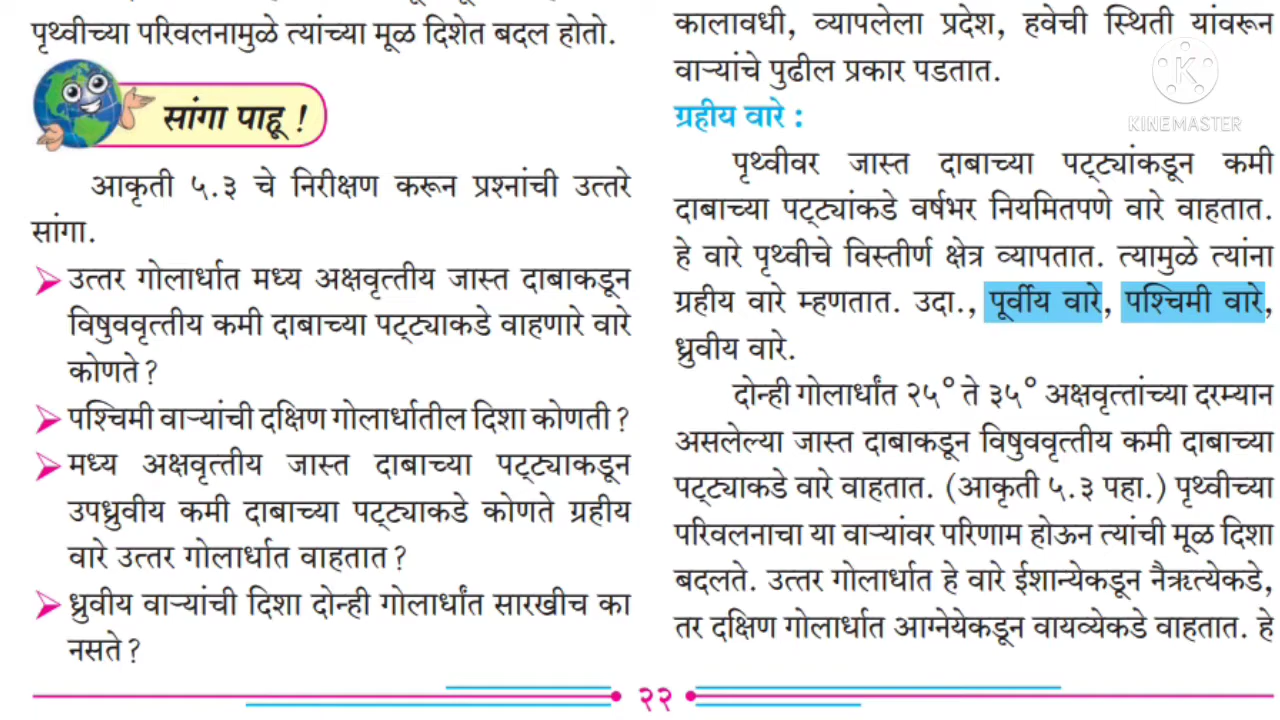 पृथ्वीच्या परिवलनामुळे त्यांच्या मूळ दिशेत बदल होतो.
सांगा पाहू !
आकृती ५.३ चे निरीक्षण करून प्रश्नांची उत्तरे
सांगा.
उत्तर गोलार्धात मध्य अक्षवृत्तीय जास्त दाबाकडून
विषुववृत्तीय कमी दाबाच्या पट्ट्याकडे वाहणारे वारे
कोणते?
पश्चिमी वाऱ्यांची दक्षिण गोलार्धातील दिशा कोणती?
मध्य अक्षवृत्तीय जास्त दाबाच्या पट्ट्याकडून
उपध्रुवीय कमी दाबाच्या पट्ट्याकडे कोणते ग्रहीय
वारे उत्तर गोलार्धात वाहतात?
ध्रुवीय वाऱ्यांची दिशा दोन्ही गोलार्धांत सारखीच का
नसते?
कालावधी, व्यापलेला प्रदेश, हवेची स्थिती यांवरून
वाऱ्यांचे पुढील प्रकार पडतात.
ग्रहीय वारे :
पृथ्वीवर जास्त दाबाच्या पट्ट्यांकडून कमी
दाबाच्या पट्ट्यांकडे वर्षभर नियमितपणे वारे वाहतात.
हे वारे पृथ्वीचे विस्तीर्ण क्षेत्र व्यापतात. त्यामुळे त्यांना
ग्रहीय वारे म्हणतात. उदा., पूर्वीय वारे, पश्चिमी वारे,
ध्रुवीय वारे.
दोन्ही गोलार्धांत २५° ते ३५° अक्षवृत्तांच्या दरम्यान
असलेल्या जास्त दाबाकडून विषुववृत्तीय कमी दाबाच्या
पट्ट्याकडे वारे वाहतात. (आकृती ५.३ पहा.) पृथ्वीच्या
परिवलनाचा या वाऱ्यांवर परिणाम होऊन त्यांची मूळ दिशा
बदलते. उत्तर गोलार्धात हे वारे ईशान्येकडून नैऋत्येकडे,
तर दक्षिण गोलार्धात आग्नेयेकडून वायव्येकडे वाहतात. हे
२२
K
KINEMASTER